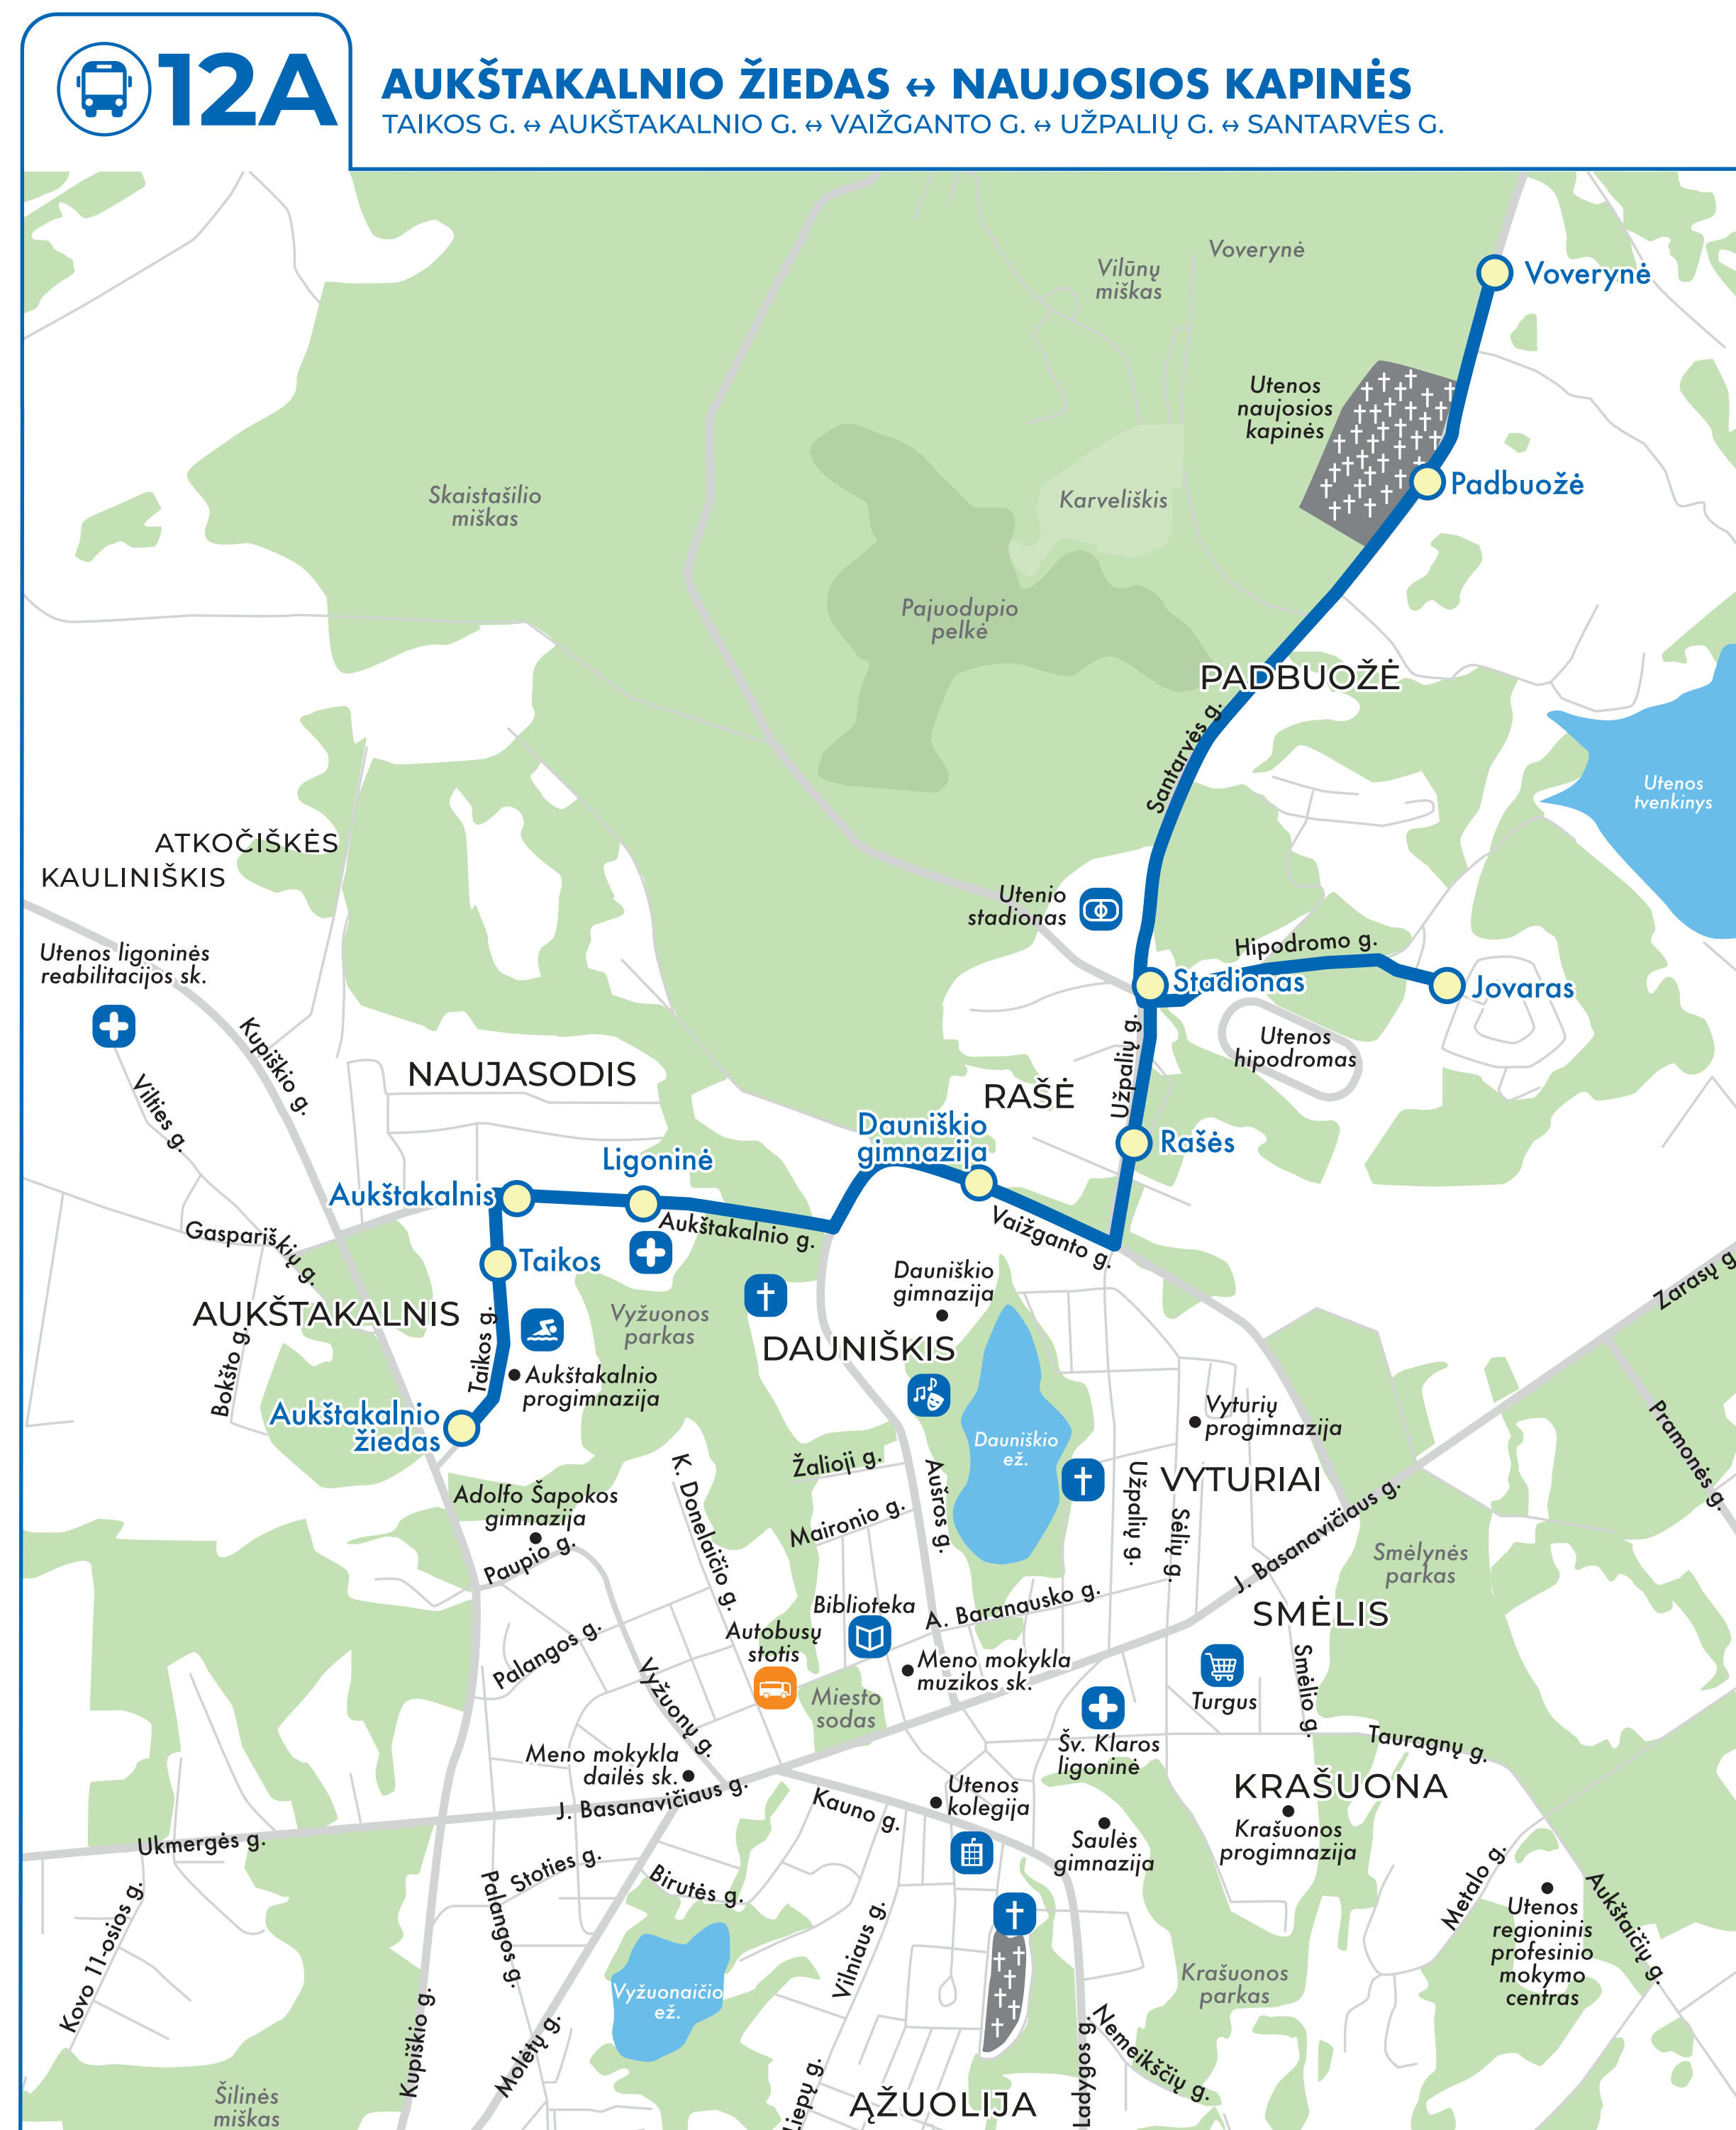 12A
AUKŠTAKALNIO ŽIEDAS ↔ NAUJOSIOS KAPINĖS
TAIKOS G. ↔ AUKŠTAKALNIO G. ↔ VAIŽGANTO G. ↔ UŽPALIŲ G. ↔ SANTARVĖS G.
Voverynė
Vilūnų
miškas
Voverynė
Utenos
naujosios
kapinės
Padbuožė
Skaistašilio
miškas
Karveliškis
Pajuodupio
pelkė
PADBUOŽĖ
Santarvės g.
Utenos
tvenkinys
ATKOČIŠKĖS
KAULINIŠKIS
Utenio
stadionas
Utenos ligoninės
reabilitacijos sk.
Hipodromo g.
Stadionas
Jovaras
Utenos
hipodromas
Kupiškio g.
Vilties g.
NAUJASODIS
RAŠĖ
Užpalių g.
Dauniškio
gimnazija
Rašės
Ligoninė
Aukštakalnis
Aukštakalnio g.
Vaižganto g.
Gaspariškių g.
Taikos
Dauniškio
gimnazija
Zarasų g.
AUKŠTAKALNIS
Vyžuonos
parkas
DAUNIŠKIS
Bokšto g.
Taikos g.
Aukštakalnio
progimnazija
Aukštakalnio
žiedas
Vyturių
progimnazija
Pramonės g.
Dauniškio
ež.
Žalioji g.
K. Donelaičio g.
Aušros g.
Užpalių g.
VYTURIAI
Sėlių g.
Adolfo Šapokos
gimnazija
Paupio g.
Maironio g.
J. Basanavičiaus g.
Smėlynės
parkas
Biblioteka
A. Baranausko g.
SMĖLIS
Palangos g.
Autobusų
stotis
Meno mokykla
muzikos sk.
Smėlio g.
Vyžuonų g.
Miesto
sodas
Turgus
Tauragnų g.
Šv. Klaros
ligoninė
Meno mokykla
dailės sk.
J. Basanavičiaus g.
Kauno g.
Utenos
kolegija
KRAŠUONA
Krašuonos
progimnazija
Saulės
gimnazija
Ukmergės g.
Stoties g.
Birutės g.
Palangos g.
Kovo 11-osios g.
Vilniaus g.
Metalo g.
Aukštaičių g.
Utenos
regioninis
profesinio
mokymo
centras
Vyžuonaičio
ež.
Krašuonos
parkas
Kupiškio g.
Molėtų g.
Liepų g.
Ladygos g.
Nemeikščių g.
Šilinės
miškas
ĄŽUOLIJA